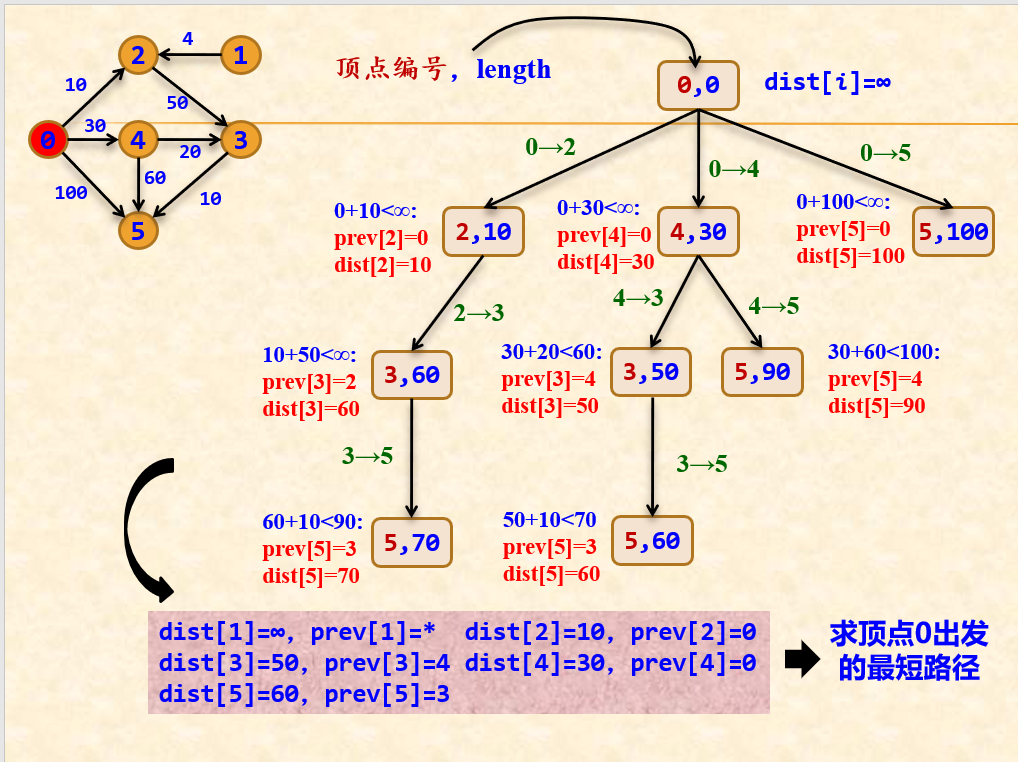 顶点编号，length
0,0
dist[i]=∞
2
4
1
10
50
0
30
4
20
3
100
60
10
5
0→2
0→4
0→5
0+10<∞:
prev[2]=0
dist[2]=10
2,10
0+30<∞:
prev[4]=0
dist[4]=30
4,30
0+100<∞:
prev[5]=0
dist[5]=100
5,100
2→3
4→3
4→5
10+50<∞:
prev[3]=2
dist[3]=60
3,60
30+20<60:
prev[3]=4
dist[3]=50
3,50
5,90
30+60<100:
prev[5]=4
dist[5]=90
3→5
3→5
60+10<90:
prev[5]=3
dist[5]=70
5,70
50+10<70
prev[5]=3
dist[5]=60
5,60
dist[1]=∞, prev[1]=* dist[2]=10, prev[2]=0
dist[3]=50, prev[3]=4 dist[4]=30, prev[4]=0
dist[5]=60, prev[5]=3
求顶点0出发
的最短路径